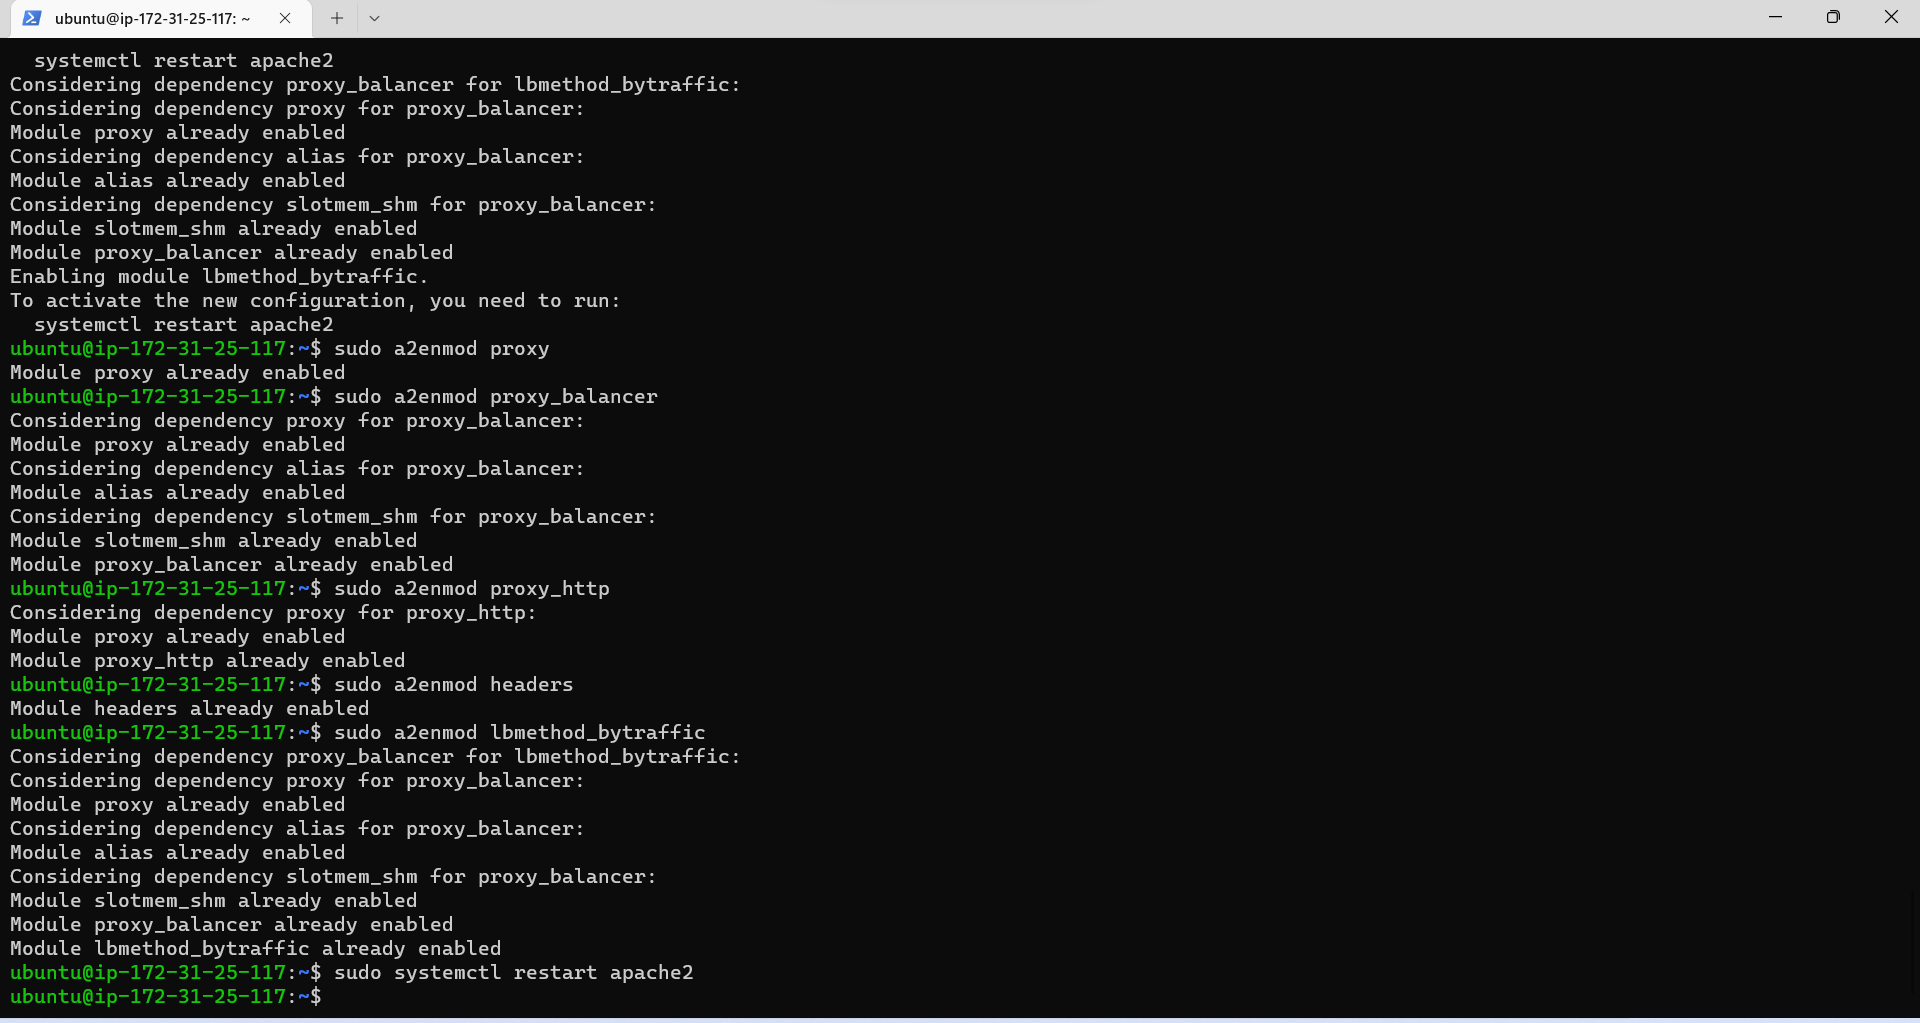 ubuntu@ip-172-31-25-117: ~
systemctl restart apache2
Considering dependency proxy_balancer for lbmethod_bytraffic:
Considering dependency proxy for proxy_balancer:
Module proxy already enabled
Considering dependency alias for proxy_balancer:
Module alias already enabled
Considering dependency slotmem_shm for proxy_balancer:
Module slotmem_shm already enabled
Module proxy_balancer already enabled
Enabling module lbmethod_bytraffic.
To activate the new configuration, you need to run:
systemctl restart apache2
ubuntu@ip-172-31-25-117:~$ sudo a2enmod proxy
Module proxy already enabled
ubuntu@ip-172-31-25-117:~$ sudo a2enmod proxy_balancer
Considering dependency proxy for proxy_balancer:
Module proxy already enabled
Considering dependency alias for proxy_balancer:
Module alias already enabled
Considering dependency slotmem_shm for proxy_balancer:
Module slotmem_shm already enabled
Module proxy_balancer already enabled
ubuntu@ip-172-31-25-117:~$ sudo a2enmod proxy_http
Considering dependency proxy for proxy_http:
Module proxy already enabled
Module proxy_http already enabled
ubuntu@ip-172-31-25-117:~$ sudo a2enmod headers
Module headers already enabled
ubuntu@ip-172-31-25-117:~$ sudo a2enmod lbmethod_bytraffic
Considering dependency proxy_balancer for lbmethod_bytraffic:
Considering dependency proxy for proxy_balancer:
Module proxy already enabled
Considering dependency alias for proxy_balancer:
Module alias already enabled
Considering dependency slotmem_shm for proxy_balancer:
Module slotmem_shm already enabled
Module proxy_balancer already enabled
Module lbmethod_bytraffic already enabled
ubuntu@ip-172-31-25-117:~$ sudo systemctl restart apache2
ubuntu@ip-172-31-25-117:~$